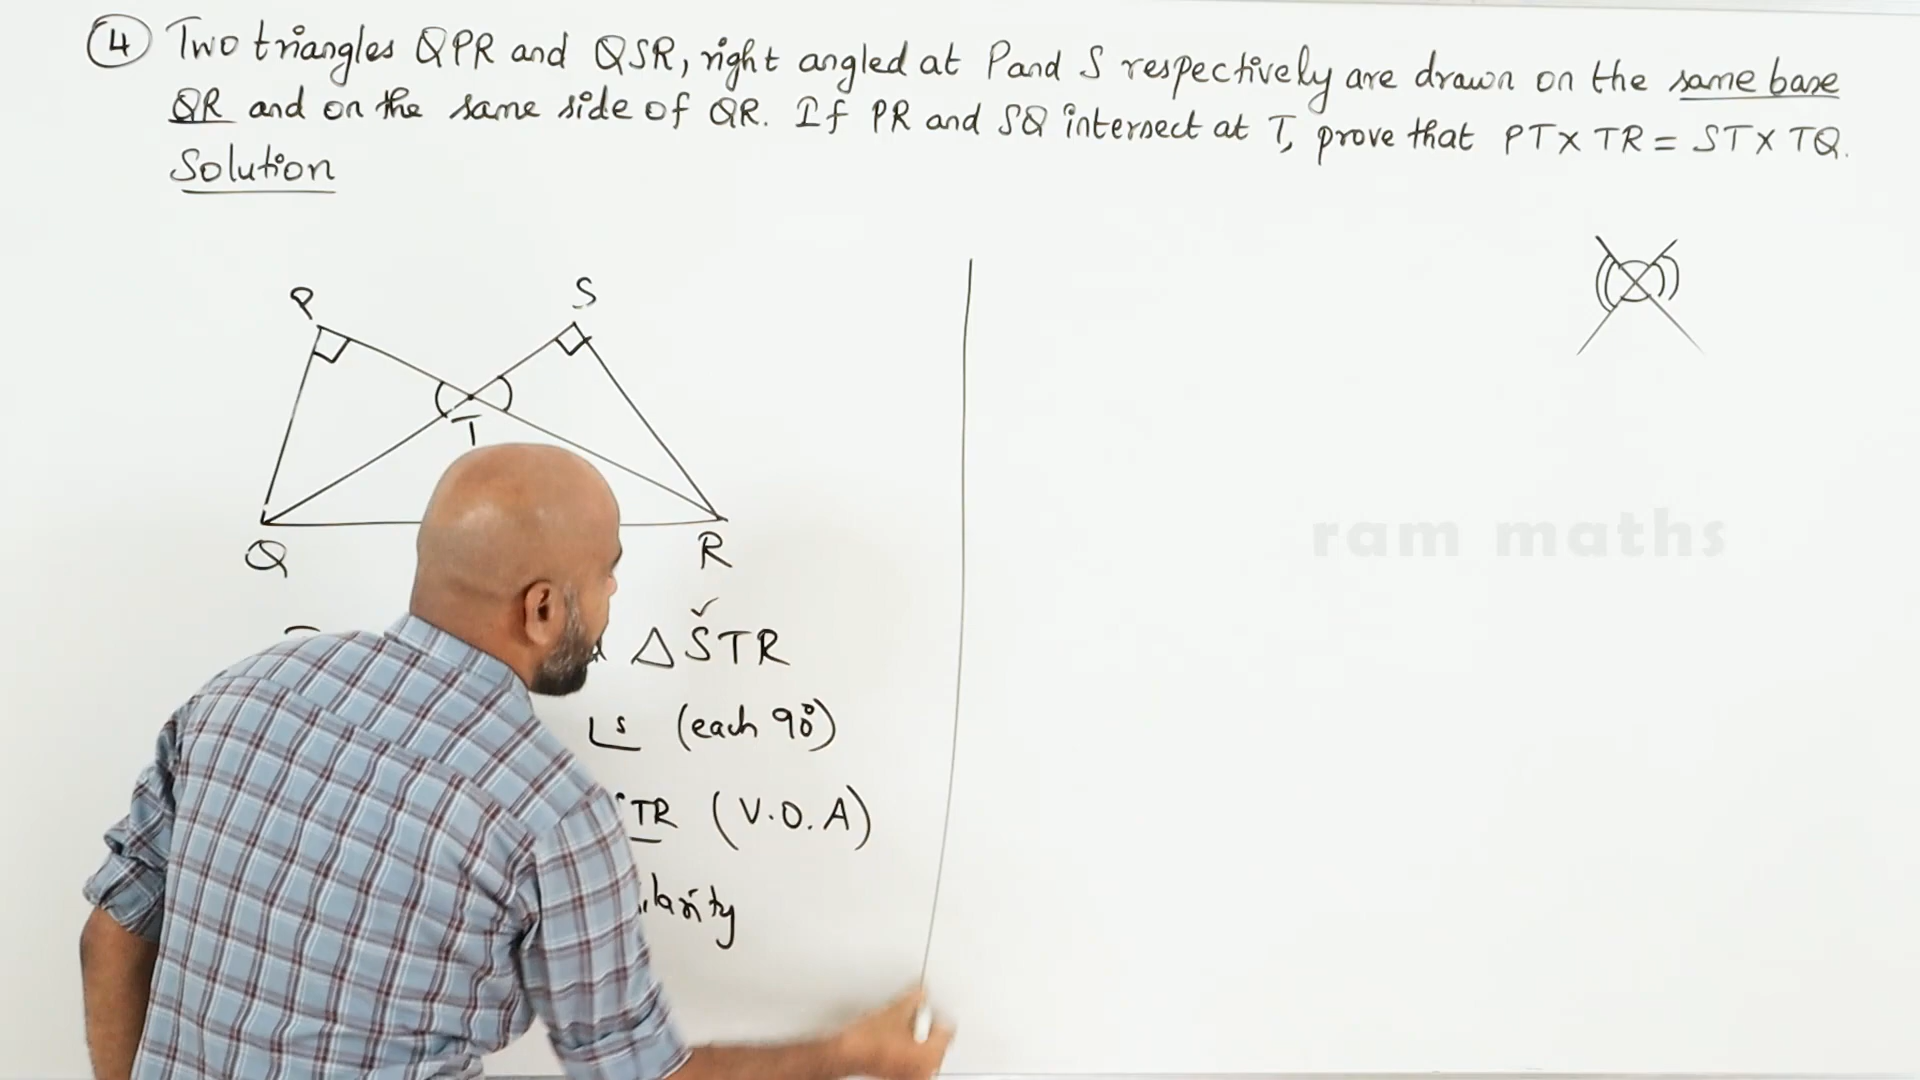 4 Two triangles QPR and QSR, right angled at P and S respectively are drawn on the same base
QR and on the same side of QR. If PR and SQ intersect at T, prove that PT × TR = ST × TQ.
Solution
P
S
T
Q
R
△STR
∟S (each 90°)
TR (V.O.A)
larity
ram maths